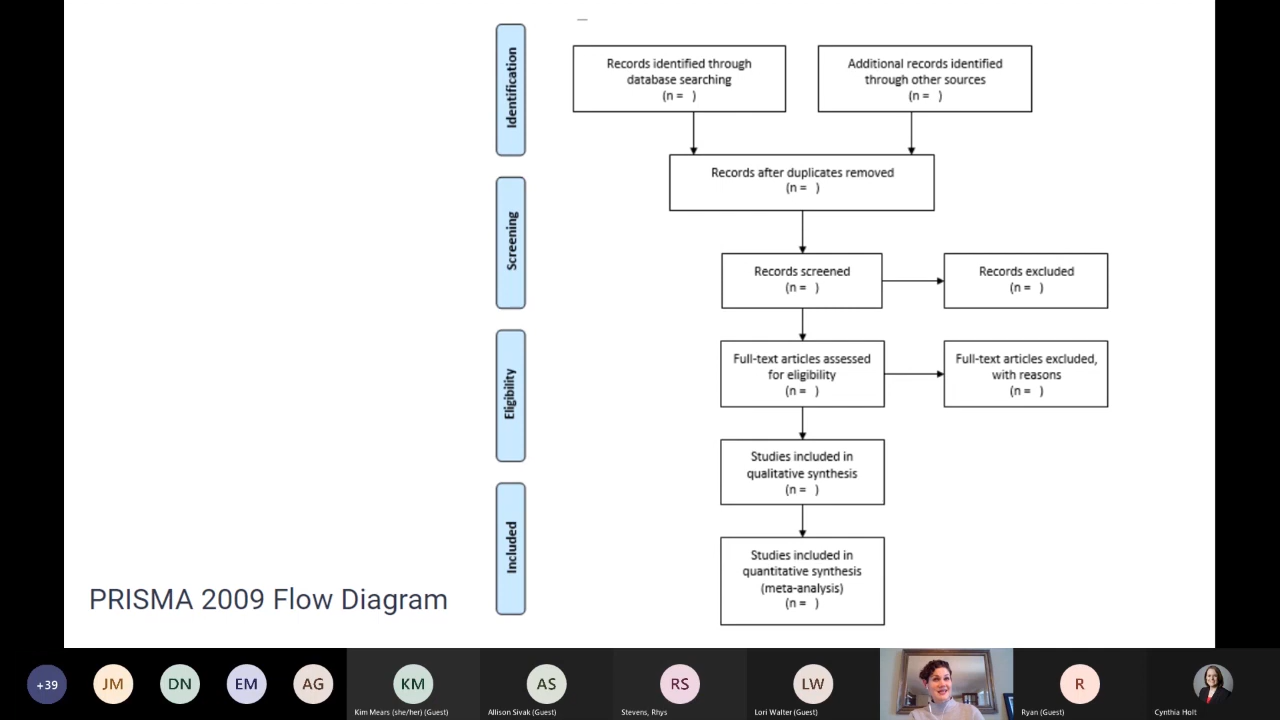 Identification
Records identified through
database searching
(n = )
Additional records identified
through other sources
(n = )
Records after duplicates removed
(n = )
Screening
Records screened
(n = )
Records excluded
(n = )
Eligibility
Full-text articles assessed
for eligibility
(n = )
Full-text articles excluded,
with reasons
(n = )
Studies included in
qualitative synthesis
(n = )
Included
Studies included in
quantitative synthesis
(meta-analysis)
(n = )
PRISMA 2009 Flow Diagram
+39
JM
DN
EM
AG
KM
Kim Mears (she/her) (Guest)
AS
Allison Sivak (Guest)
RS
Stevens, Rhys
LW
Lori Walter (Guest)
R
Ryan (Guest)
Cynthia Holt